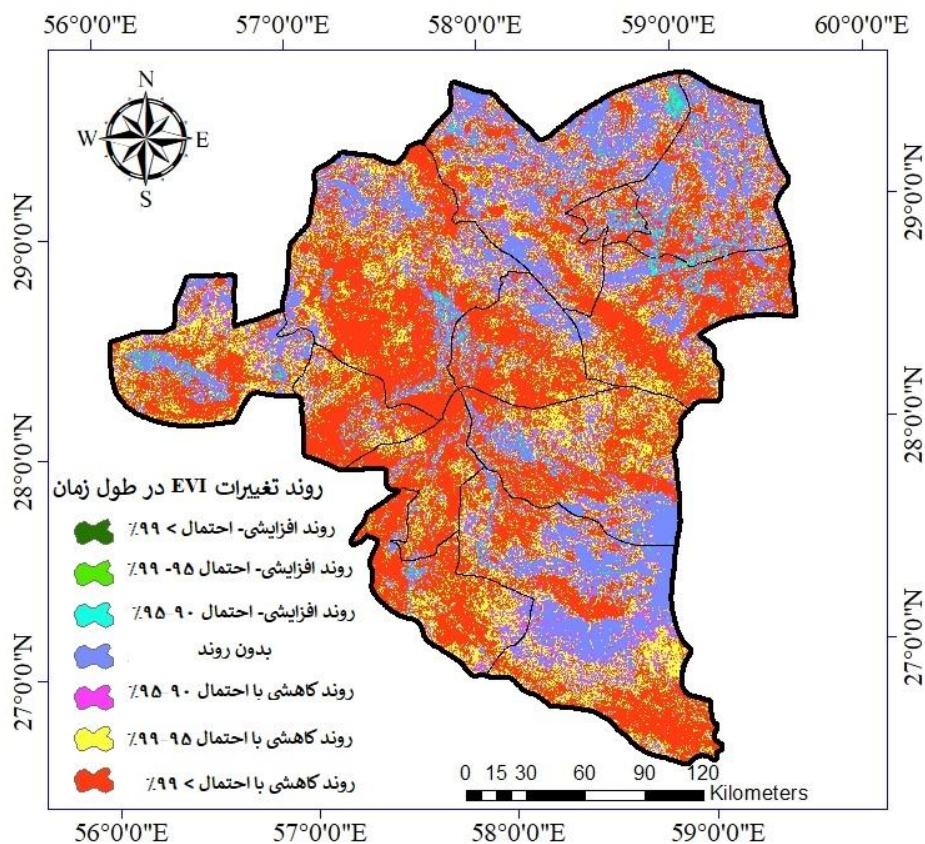 56°0'0"E 57°0'0"E 58°0'0"E 59°0'0"E 60°0'0"E
N
W E
S
29°0'0"N 29°0'0"N
28°0'0"N 28°0'0"N
27°0'0"N 27°0'0"N
روند تغییرات EVI در طول زمان
روند افزایشی- احتمال > ۹۹٪
روند افزایشی- احتمال ۹۵- ۹۹٪
روند افزایشی- احتمال ۹۰-۹۵٪
بدون روند
روند کاهشی با احتمال ۹۰-۹۵٪
روند کاهشی با احتمال ۹۵-۹۹٪
روند کاهشی با احتمال > ۹۹٪
0 15 30 60 90 120
Kilometers
56°0'0"E 57°0'0"E 58°0'0"E 59°0'0"E